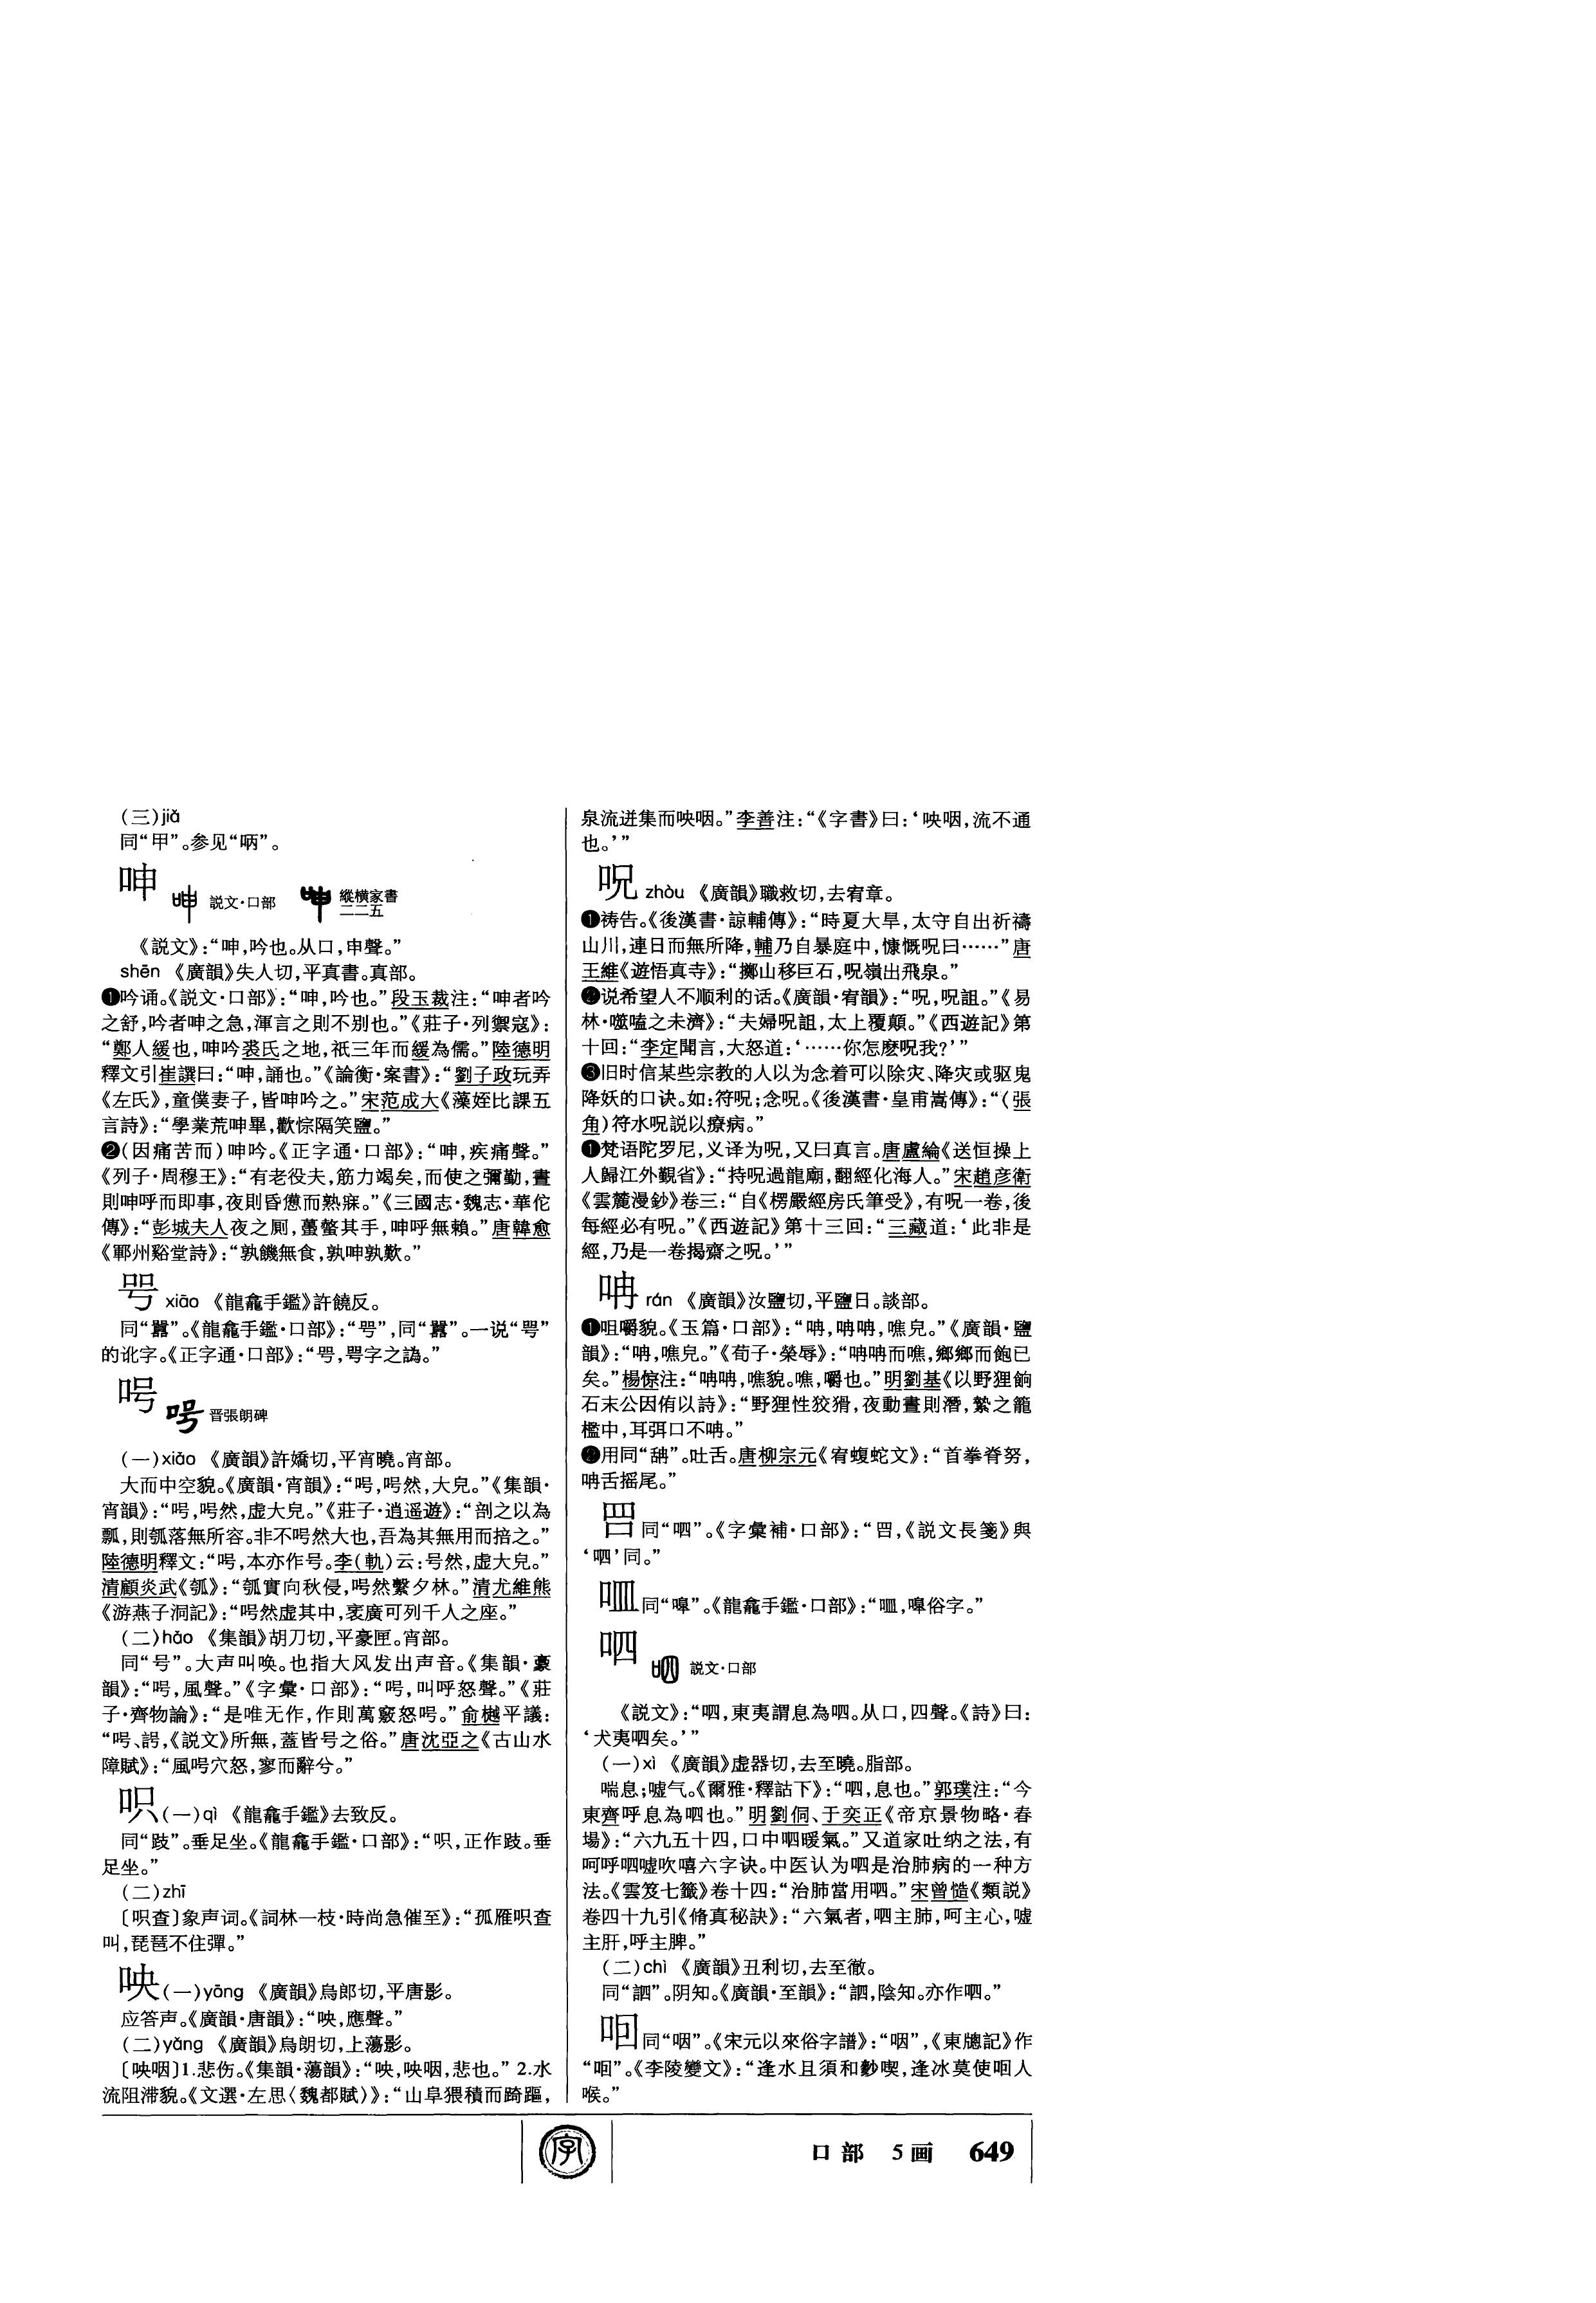 (三)jiǎ
同“甲”。参见“呐”。
呻
説文·口部 縱横家書
二二五
《説文》：“呻，吟也。从口，申聲。”
shēn 《廣韻》失人切，平真書。真部。
❶吟诵。《説文·口部》：“呻，吟也。”段玉裁注：“呻者吟
之舒，吟者呻之急，渾言之則不别也。”《莊子·列禦寇》：
“鄭人緩也，呻吟裘氏之地，祇三年而緩為儒。”陸德明
釋文引崔譔曰：“呻，誦也。”《論衡·案書》：“劉子政玩弄
《左氏》，童僕妻子，皆呻吟之。”宋范成大《藻姪比課五
言詩》：“學業荒呻畢，歡悰隔笑鹽。”
❷(因痛苦而)呻吟。《正字通·口部》：“呻，疾痛聲。”
《列子·周穆王》：“有老役夫，筋力竭矣，而使之彌勤，晝
則呻呼而即事，夜則昏憊而熟寐。”《三國志·魏志·華佗
傳》：“彭城夫人夜之厠，蠆螫其手，呻呼無賴。”唐韓愈
《鄆州谿堂詩》：“孰饑無食，孰呻孰歎。”
xiāo 《龍龕手鑑》許饒反。
同“囂”。《龍龕手鑑·口部》：“咢”，同“囂”。一说“咢”
的讹字。《正字通·口部》：“号，咢字之譌。”
呺
晋張朗碑
(一)xiāo 《廣韻》許嬌切，平宵曉。宵部。
大而中空貌。《廣韻·宵韻》：“呺，呺然，大皃。”《集韻·
宵韻》：“呺，呺然，虚大皃。”《莊子·逍遥遊》：“剖之以為
瓢，則瓠落無所容。非不呺然大也，吾為其無用而掊之。”
陸德明釋文：“呺，本亦作号。李(軌)云：号然，虚大皃。”
清顧炎武《瓠》：“瓠實向秋侵，呺然繫夕林。”清尤維熊
《游燕子洞記》：“呺然虚其中，袤廣可列千人之座。”
(二)háo 《集韻》胡刀切，平豪匣。宵部。
同“号”。大声叫唤。也指大风发出声音。《集韻·豪
韻》：“呺，風聲。”《字彙·口部》：“呺，叫呼怒聲。”《莊
子·齊物論》：“是唯无作，作則萬竅怒呺。”俞樾平議：
“呺、謣，《説文》所無，蓋皆号之俗。”唐沈亞之《古山水
障賦》：“風呺穴怒，寥而辭兮。”
呮(一)qì 《龍龕手鑑》去致反。
同“跂”。垂足坐。《龍龕手鑑·口部》：“呮，正作跂。垂
足坐。”
(二)zhī
〔呮查〕象声词。《詞林一枝·時尚急催至》：“孤雁呮查
叫，琵琶不住彈。”
咉(一)yāng 《廣韻》烏郎切，平唐影。
应答声。《廣韻·唐韻》：“咉，應聲。”
(二)yǎng 《廣韻》烏朗切，上蕩影。
〔咉咽〕1.悲伤。《集韻·蕩韻》：“咉，咉咽，悲也。” 2.水
流阻滞貌。《文選·左思〈魏都賦〉》：“山阜猥積而踦䠧，
泉流迸集而咉咽。”李善注：“《字書》曰：‘咉咽，流不通
也。’”
呪 zhòu 《廣韻》職救切，去宥章。
❶祷告。《後漢書·諒輔傳》：“時夏大旱，太守自出祈禱
山川，連日而無所降，輔乃自暴庭中，慷慨呪曰……”唐
王維《遊悟真寺》：“擲山移巨石，呪嶺出飛泉。”
❷说希望人不顺利的话。《廣韻·宥韻》：“呪，呪詛。”《易
林·噬嗑之未濟》：“夫婦呪詛，太上覆顛。”《西遊記》第
十回：“李定聞言，大怒道：‘……你怎麽呪我？’”
❸旧时信某些宗教的人以为念着可以除灾、降灾或驱鬼
降妖的口诀。如：符呪；念呪。《後漢書·皇甫嵩傳》：“(張
角)符水呪説以療病。”
❶梵语陀罗尼，义译为呪，又曰真言。唐盧綸《送恒操上
人歸江外覲省》：“持呪過龍廟，翻經化海人。”宋趙彦衛
《雲麓漫鈔》卷三：“自《楞嚴經房氏筆受》，有呪一卷，後
每經必有呪。”《西遊記》第十三回：“三藏道：‘此非是
經，乃是一卷揭齋之呪。’”
呥 rán 《廣韻》汝鹽切，平鹽日。談部。
❶咀嚼貌。《玉篇·口部》：“呥，呥呥，噍皃。”《廣韻·鹽
韻》：“呥，噍皃。”《荀子·榮辱》：“呥呥而噍，鄉鄉而飽已
矣。”楊倞注：“呥呥，噍貌。噍，嚼也。”明劉基《以野狸餉
石末公因侑以詩》：“野狸性狡猾，夜動晝則潛，縶之籠
檻中，耳弭口不呥。”
❷用同“舑”。吐舌。唐柳宗元《宥蝮蛇文》：“首拳脊努，
呥舌摇尾。”
同“呬”。《字彙補·口部》：“㗉，《説文長箋》與
‘呬’同。”
同“嘷”。《龍龕手鑑·口部》：“𠰴，嘷俗字。”
呬
説文·口部
《説文》：“呬，東夷謂息為呬。从口，四聲。《詩》曰：
‘犬夷呬矣。’”
(一)xì 《廣韻》虚器切，去至曉。脂部。
喘息；嘘气。《爾雅·釋詁下》：“呬，息也。”郭璞注：“今
東齊呼息為呬也。”明劉侗、于奕正《帝京景物略·春
場》：“六九五十四，口中呬暖氣。”又道家吐纳之法，有
呵呼呬嘘吹嘻六字诀。中医认为呬是治肺病的一种方
法。《雲笈七籤》卷十四：“治肺當用呬。”宋曾慥《類説》
卷四十九引《脩真秘訣》：“六氣者，呬主肺，呵主心，嘘
主肝，呼主脾。”
(二)chì 《廣韻》丑利切，去至徹。
同“訵”。阴知。《廣韻·至韻》：“訵，陰知。亦作呬。”
同“咽”。《宋元以來俗字譜》：“咽”，《東牕記》作
“𠰸”。《李陵變文》：“逢水且須和麨喫，逢冰莫使𠰸人
喉。”
字
口部 5画 649